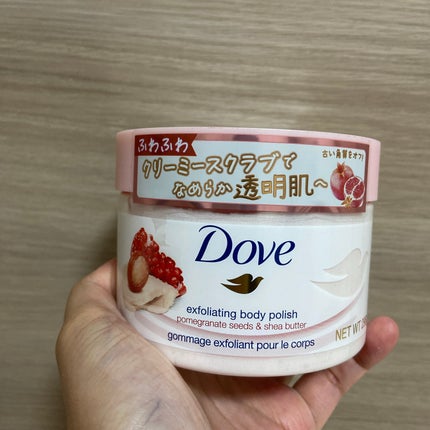 ふわふわ
クリーミースクラブで
なめらか透明肌へ
古い角質をオフ!
Dove
exfoliating body polish
pomegranate seeds & shea butter
gommage exfoliant pour le corps
NET WT